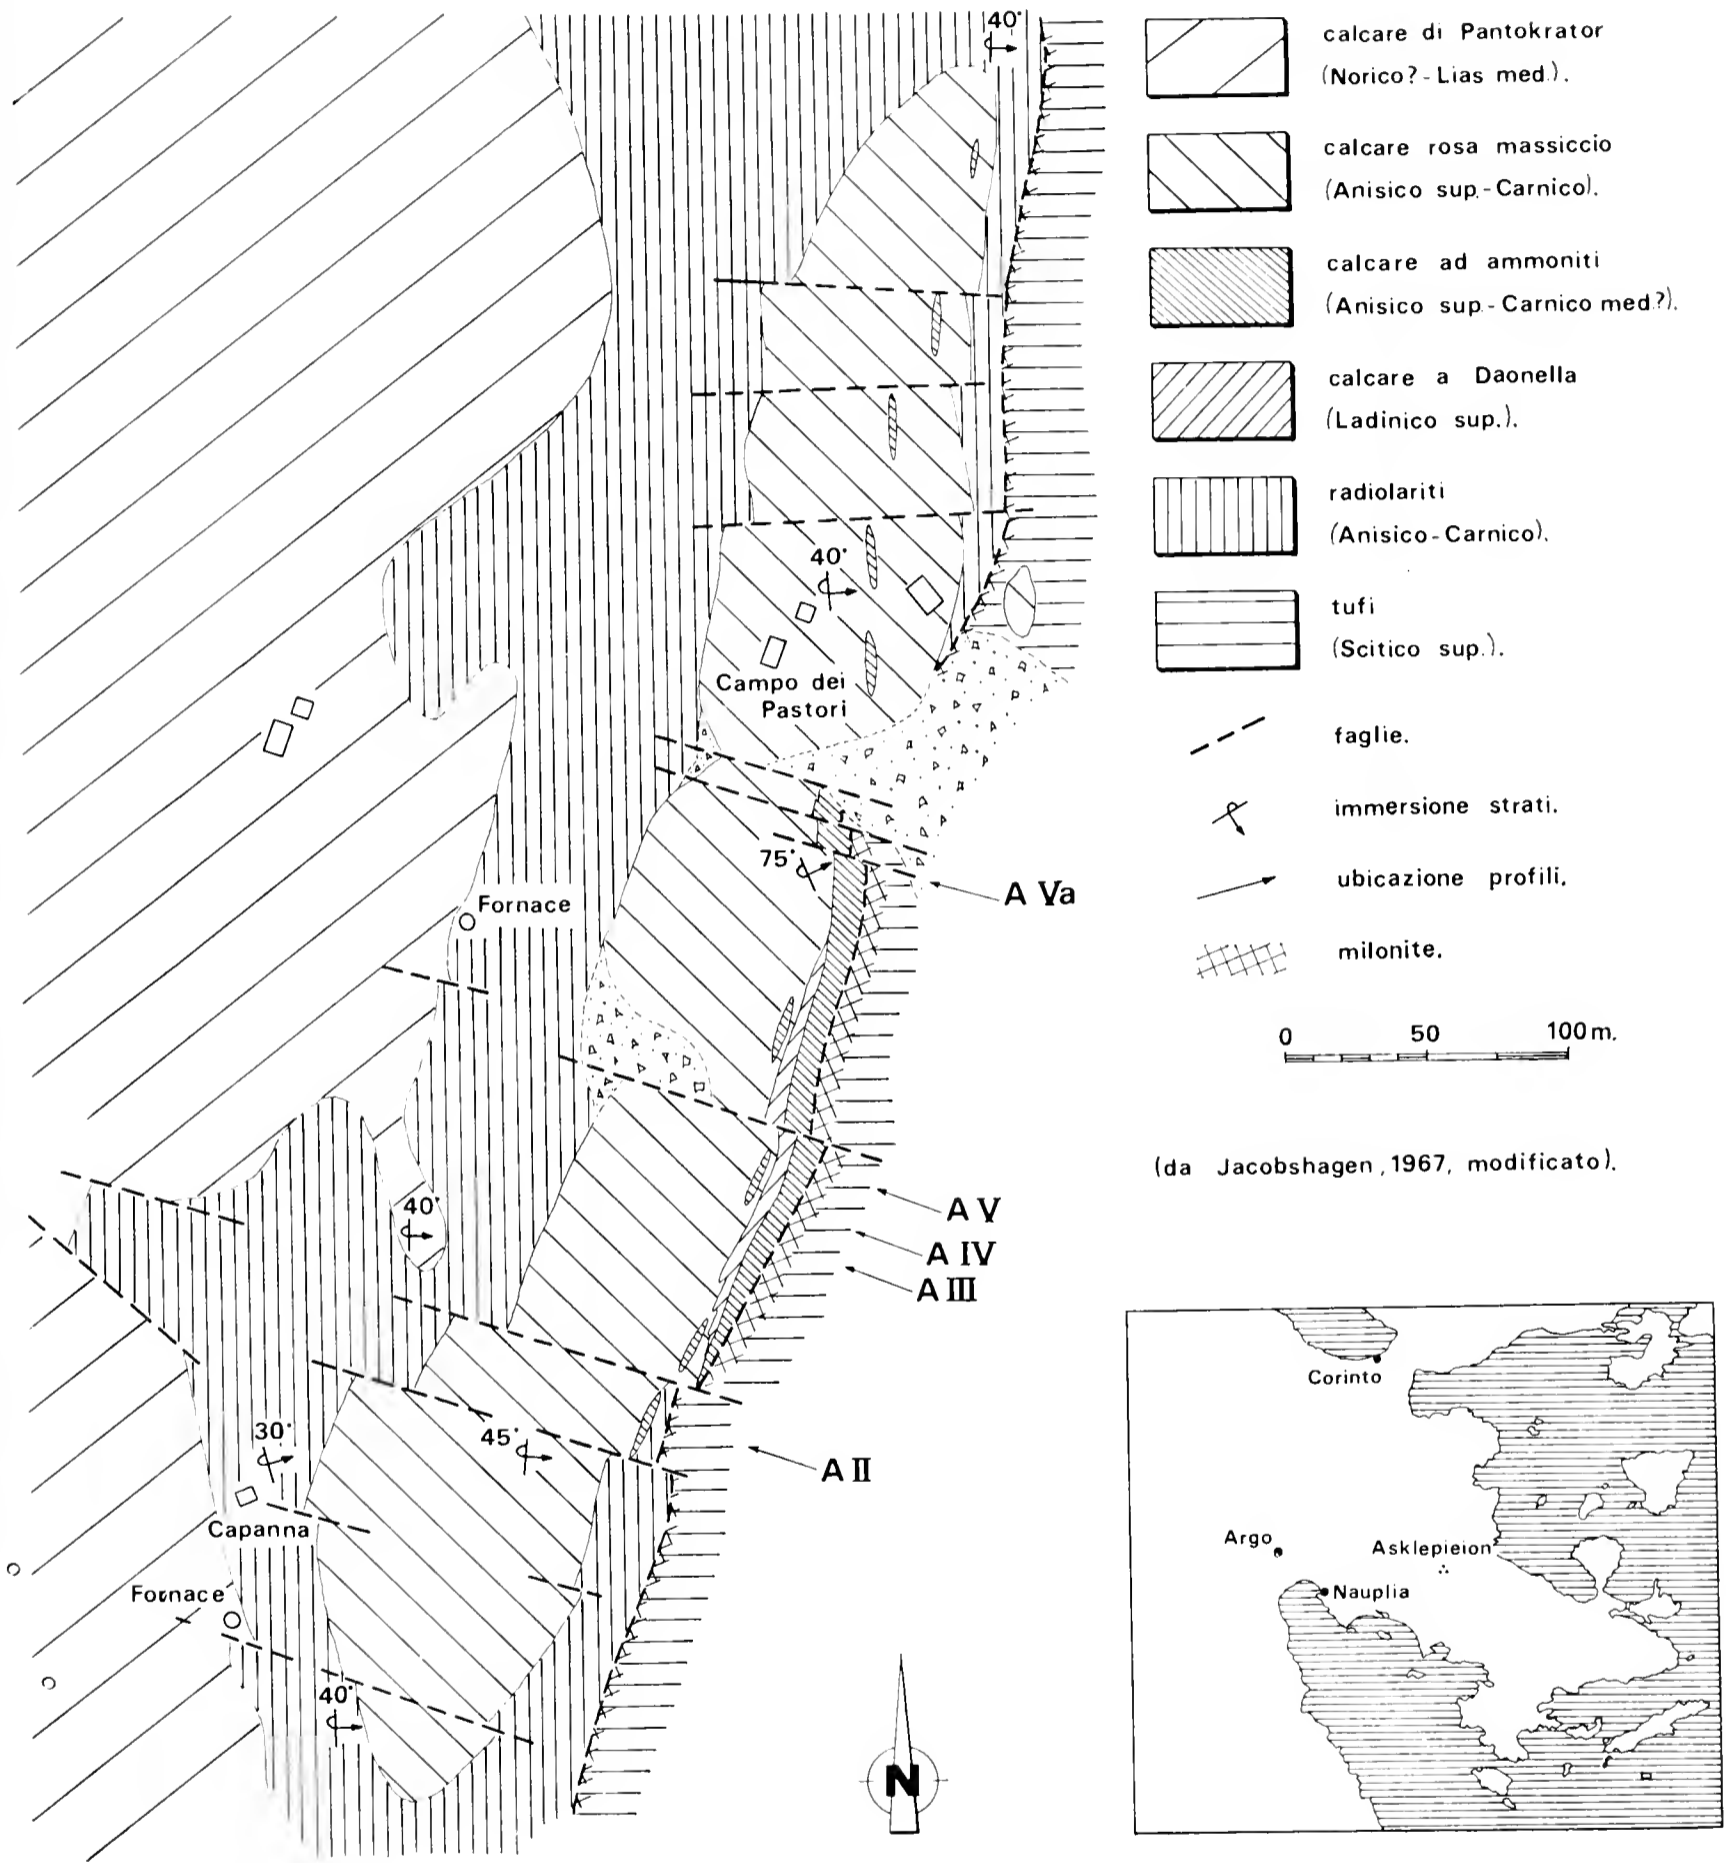 40°
calcare di Pantokrator
(Norico?-Lias med.).
calcare rosa massiccio
(Anisico sup.-Carnico).
calcare ad ammoniti
(Anisico sup.-Carnico med.?).
calcare a Daonella
(Ladinico sup.).
radiolariti
(Anisico-Carnico).
tufi
(Scitico sup.).
faglie.
immersione strati.
ubicazione profili.
milonite.
0 50 100m.
(da Jacobshagen, 1967, modificato).
40°
Campo dei
Pastori
75°
A Va
Fornace
40°
A V
A IV
A III
30°
45°
A II
Capanna
Fornace
40°
N
Corinto
Argo
Asklepieion
Nauplia